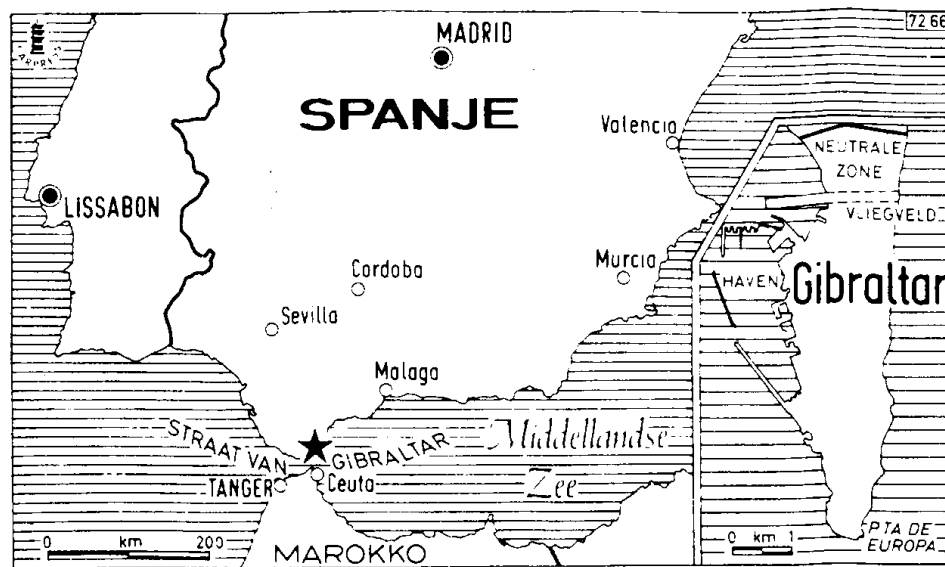 MADRID
72 66
SPANJE
Valencia
LISSABON
Cordoba
Murcia
Sevilla
Malaga
STRAAT VAN GIBRALTAR
Middellandse
Zee
TANGER
Ceuta
0 km 200
MAROKKO
NEUTRALE
ZONE
VLIEGVELD
HAVEN
Gibraltar
0 km 1
PTA DE
EUROPA